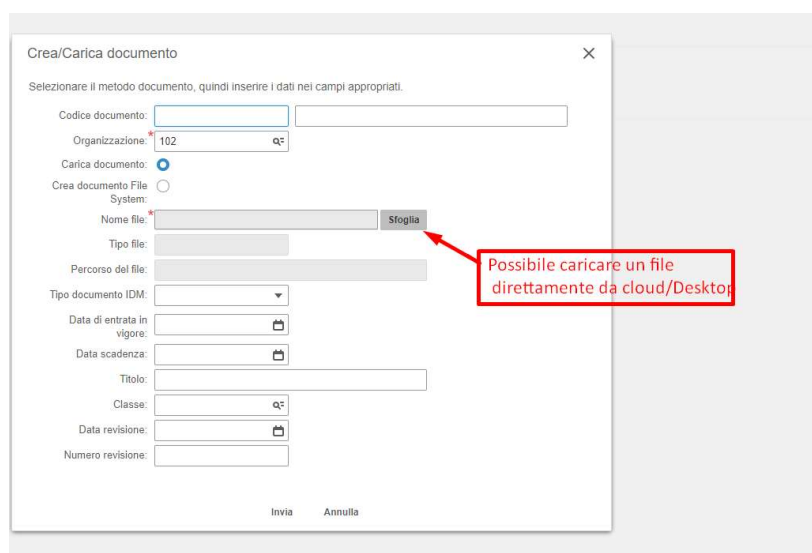 Crea/Carica documento
Selezionare il metodo documento, quindi inserire i dati nei campi appropriati.
Codice documento:
Organizzazione:* 102
Carica documento:
Crea documento File
System:
Nome file:* Sfoglia
Tipo file:
Percorso del file:
Tipo documento IDM:
Data di entrata in
vigore:
Data scadenza:
Titolo:
Classe:
Data revisione:
Numero revisione:
Invia Annulla
Possibile caricare un file
direttamente da cloud/Desktop